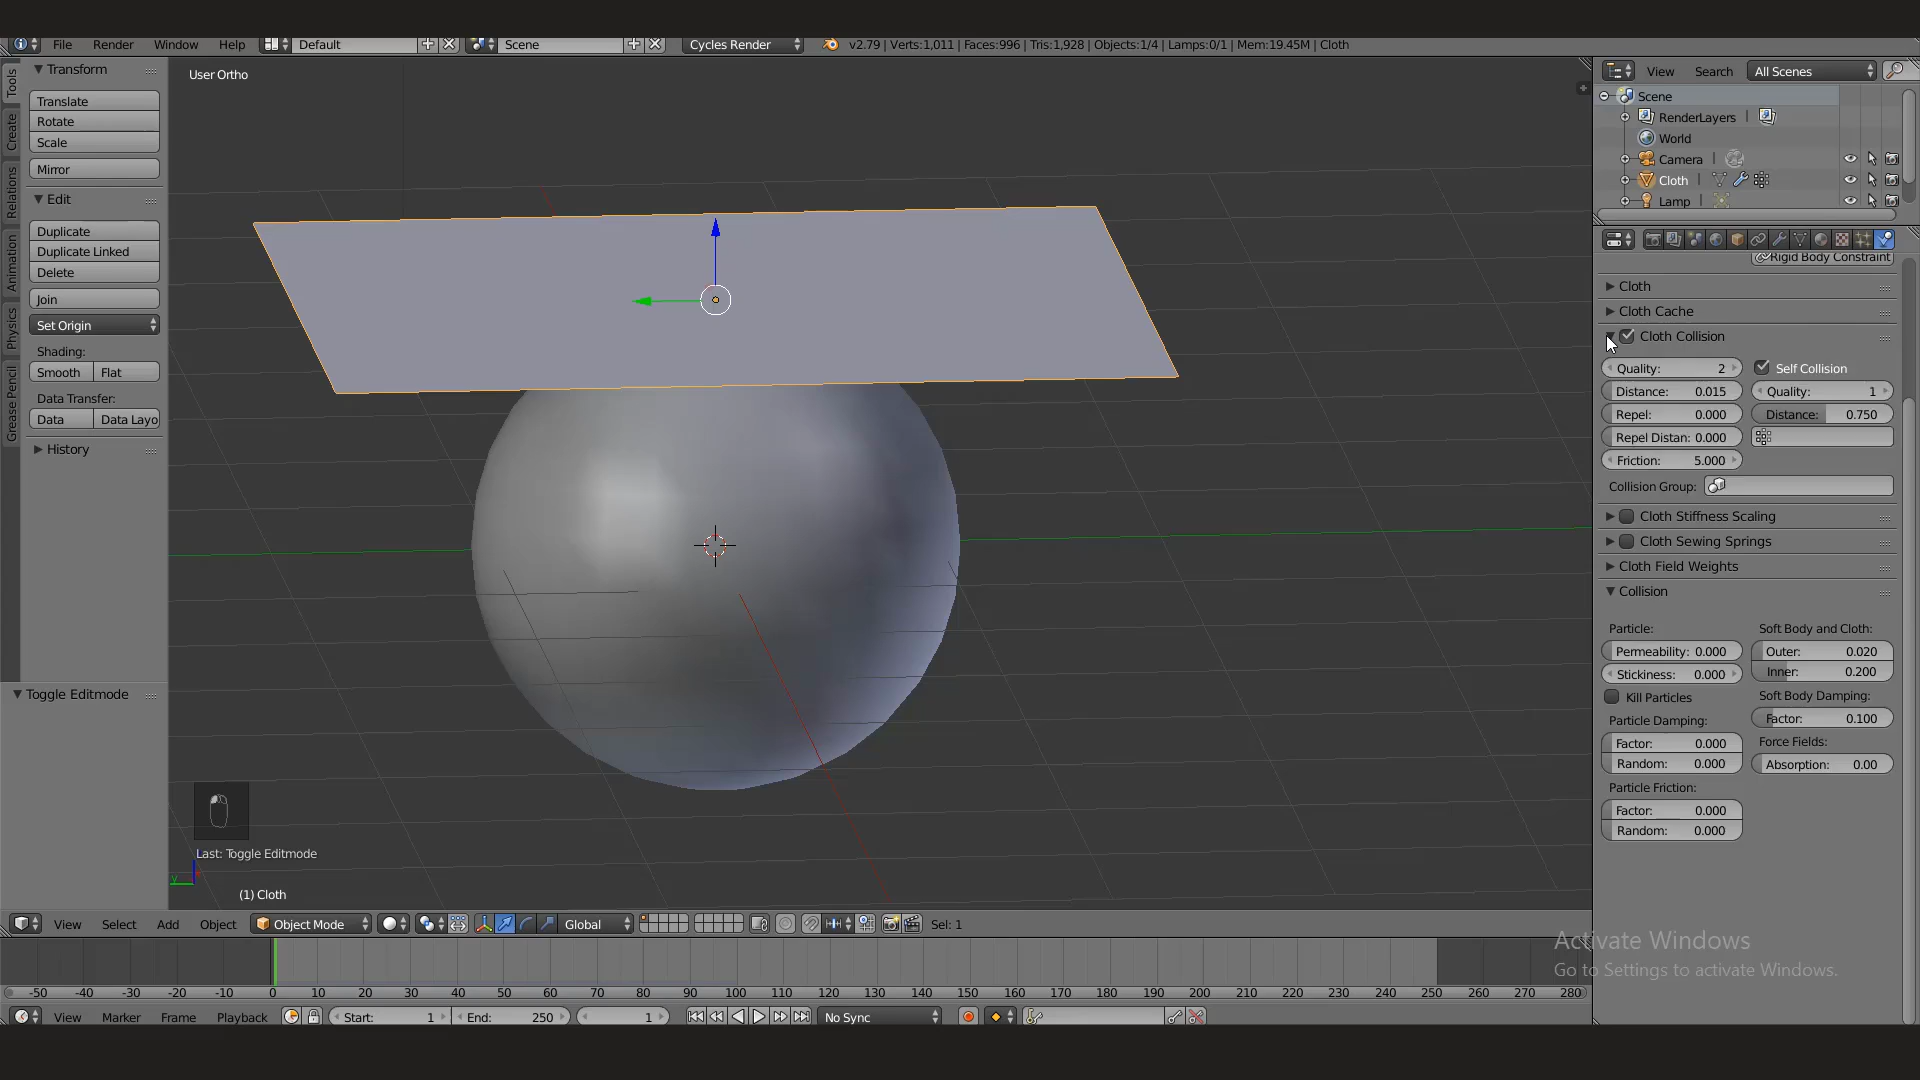 File Render Window Help Default Scene Cycles Render v2.79 | Verts:1,011 | Faces:996 | Tris:1,928 | Objects:1/4 | Lamps:0/1 | Mem:19.45M | Cloth
Tools
Create
Relations
Animation
Physics
Grease Pencil
Transform
Translate
Rotate
Scale
Mirror
Edit
Duplicate
Duplicate Linked
Delete
Join
Set Origin
Shading:
Smooth Flat
Data Transfer:
Data Data Layo
History
Toggle Editmode
User Ortho
Last: Toggle Editmode
y
(1) Cloth
View Search All Scenes
Scene
RenderLayers
World
Camera
Cloth
Lamp
Rigid Body Constraint
Cloth
Cloth Cache
Cloth Collision
Quality: 2 Self Collision
Distance: 0.015 Quality: 1
Repel: 0.000 Distance: 0.750
Repel Distan: 0.000
Friction: 5.000
Collision Group:
Cloth Stiffness Scaling
Cloth Sewing Springs
Cloth Field Weights
Collision
Particle: Soft Body and Cloth:
Permeability: 0.000 Outer: 0.020
Stickiness: 0.000 Inner: 0.200
Kill Particles Soft Body Damping:
Particle Damping: Factor: 0.100
Factor: 0.000 Force Fields:
Random: 0.000 Absorption: 0.00
Particle Friction:
Factor: 0.000
Random: 0.000
View Select Add Object Object Mode Global Sel: 1
Activate Windows
Go to Settings to activate Windows.
-50 -40 -30 -20 -10 0 10 20 30 40 50 60 70 80 90 100 110 120 130 140 150 160 170 180 190 200 210 220 230 240 250 260 270 280
View Marker Frame Playback Start: 1 End: 250 1 No Sync